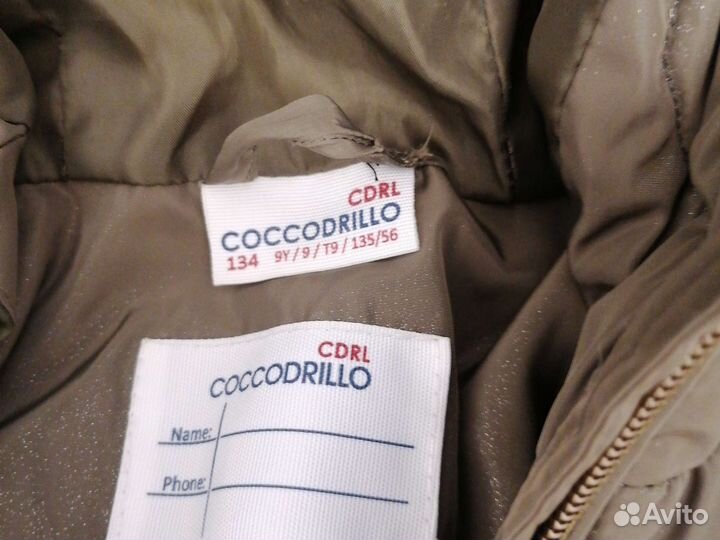 CDRL
COCCODRILLO
134 9Y/9/T9/135/56
CDRL
COCCODRILLO
Name:
Phone:
Avito